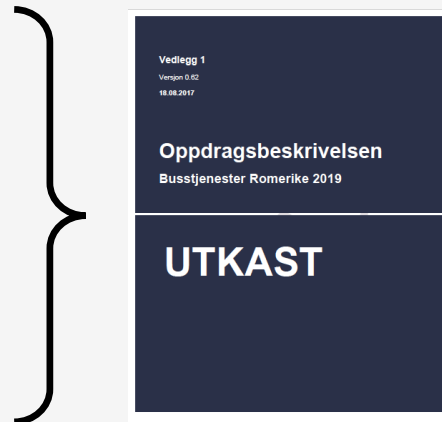 Vedlegg 1
Versjon 0.62
18.08.2017
Oppdragsbeskrivelsen
Busstjenester Romerike 2019
UTKAST